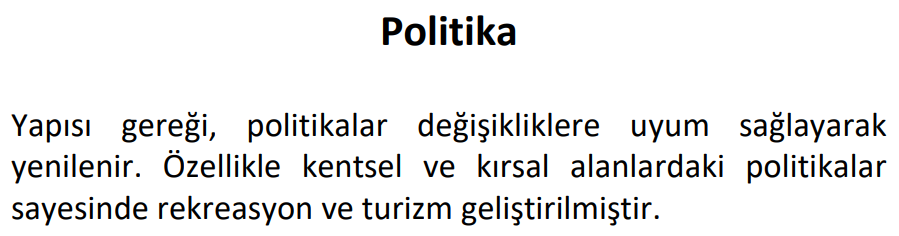 Politika
Yapısı gereği, politikalar değişikliklere uyum sağlayarak
yenilenir. Özellikle kentsel ve kırsal alanlardaki politikalar
sayesinde rekreasyon ve turizm geliştirilmiştir.